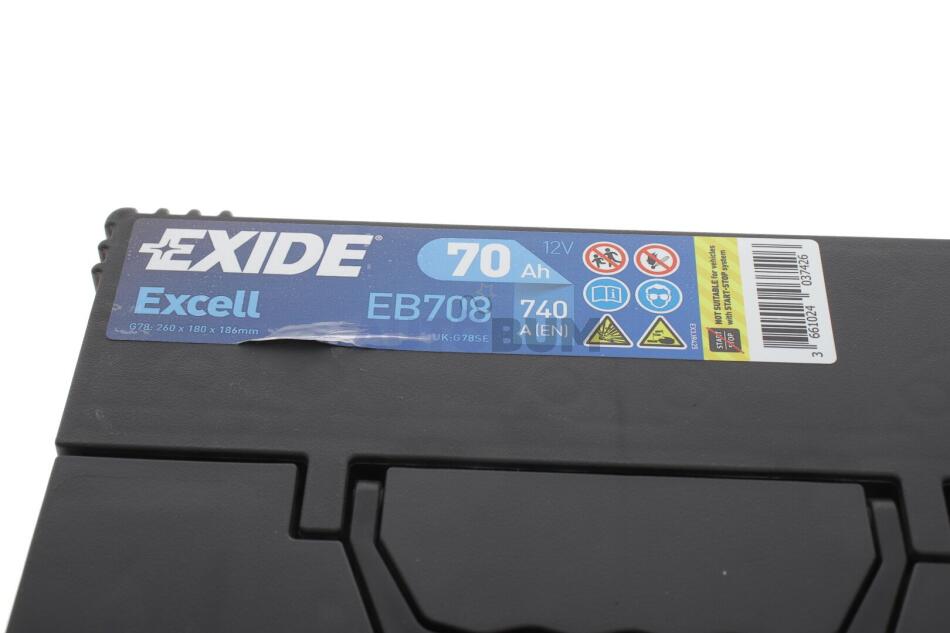 EXIDE®
70 Ah
12V
Excell
EB708
740
A (EN)
G78: 260 x 180 x 186mm
UK:G78SE
BUM
NOT SUITABLE for vehicles
with START-STOP system
START
STOP
3 661024 037426